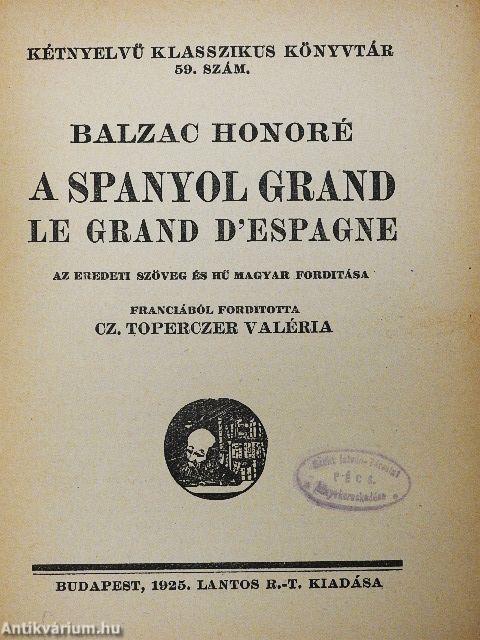 KÉTNYELVŰ KLASSZIKUS KÖNYVTÁR
59. SZÁM.
BALZAC HONORÉ
A SPANYOL GRAND
LE GRAND D'ESPAGNE
AZ EREDETI SZÖVEG ÉS HŰ MAGYAR FORDITÁSA
FRANCIÁBÓL FORDITOTTA
CZ. TOPERCZER VALÉRIA
PÉCS,
BUDAPEST, 1925. LANTOS R.-T. KIADÁSA
Antikvárium.hu